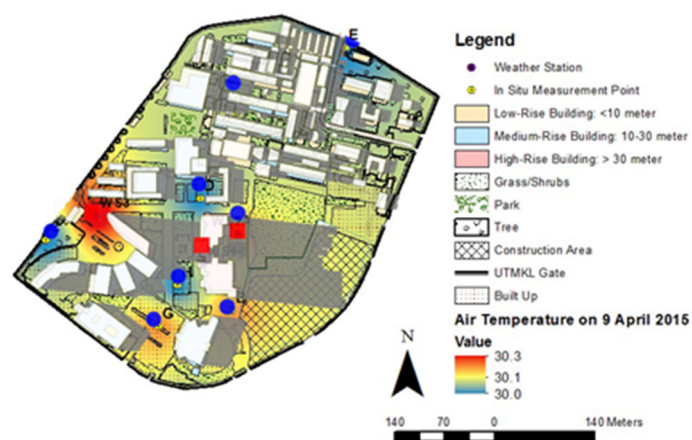 E
WS3
G
Legend
Weather Station
In Situ Measurement Point
Low-Rise Building: <10 meter
Medium-Rise Building: 10-30 meter
High-Rise Building: > 30 meter
Grass/Shrubs
Park
Tree
Construction Area
UTMKL Gate
Built Up
Air Temperature on 9 April 2015
Value
30.3
30.1
30.0
N
140 70 0 140 Meters